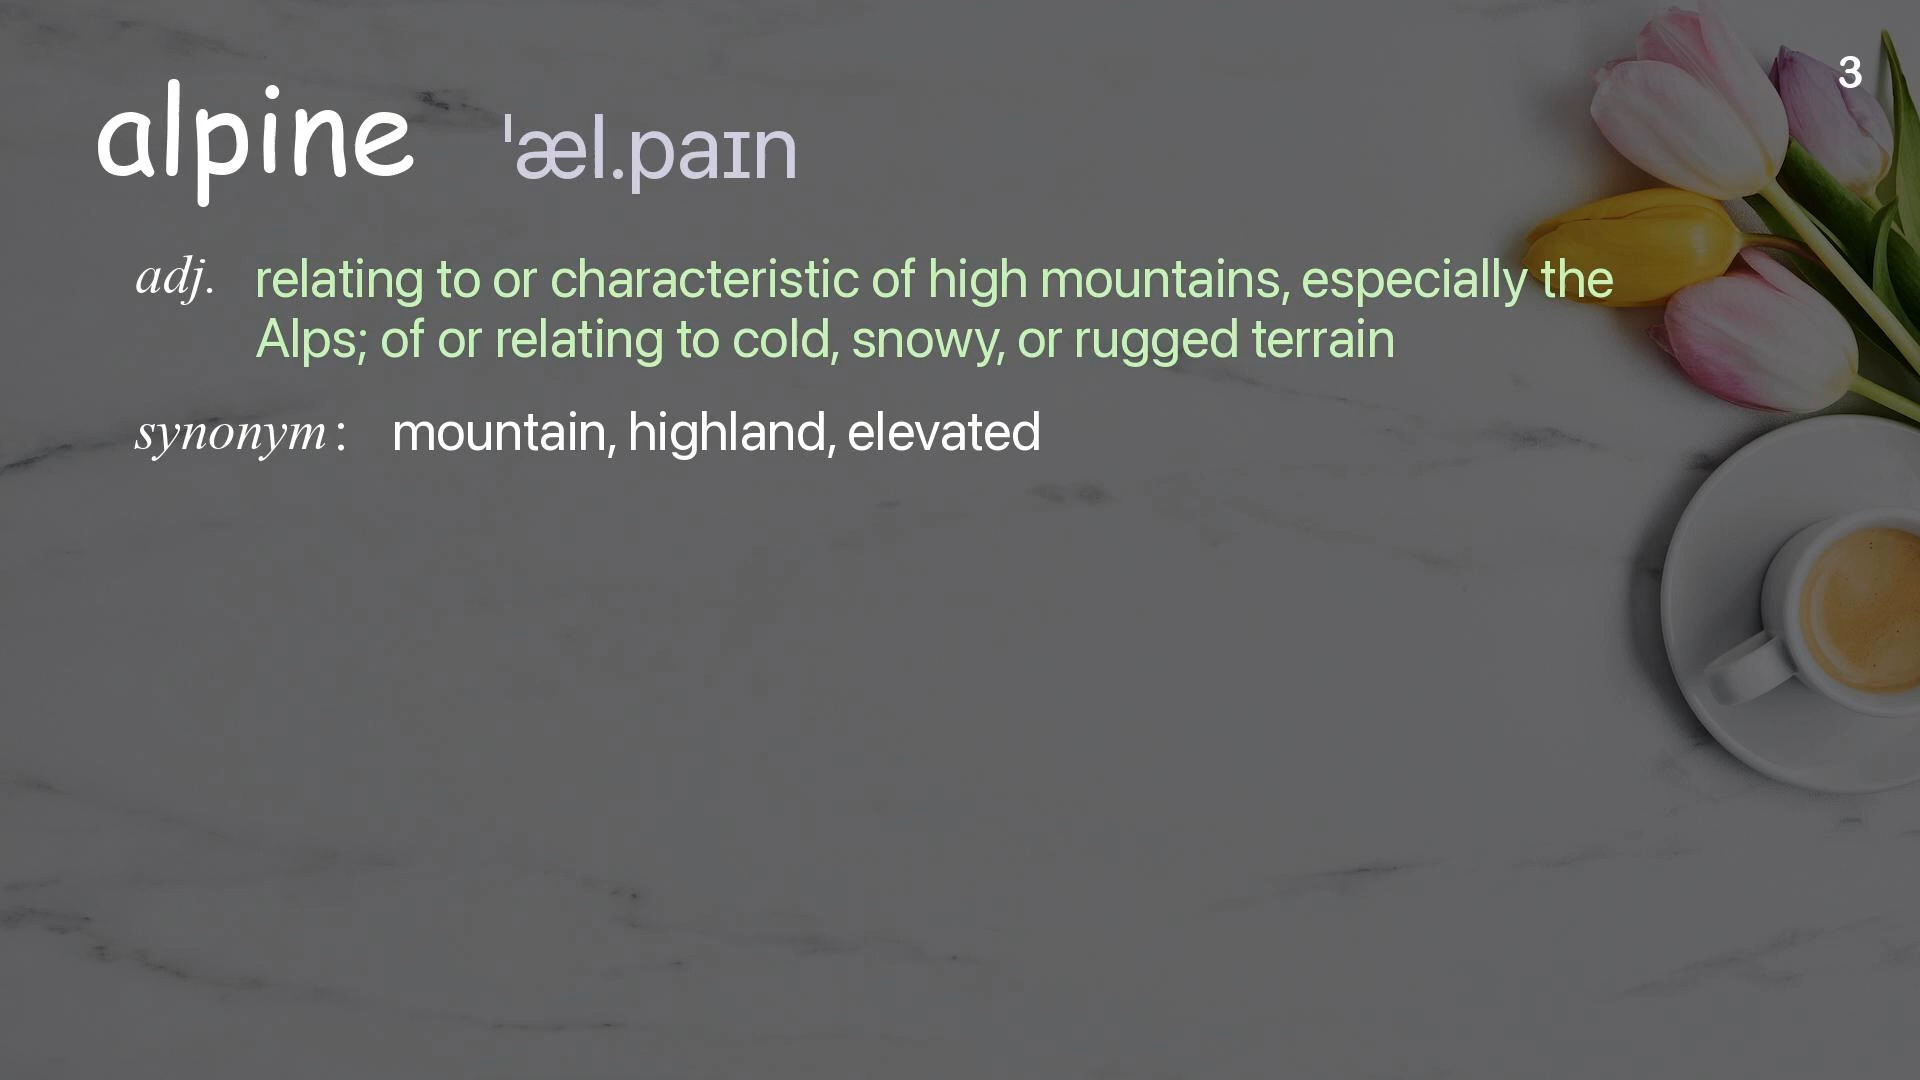 3
alpine ˈæl.paɪn
adj. relating to or characteristic of high mountains, especially the
Alps; of or relating to cold, snowy, or rugged terrain
synonym: mountain, highland, elevated